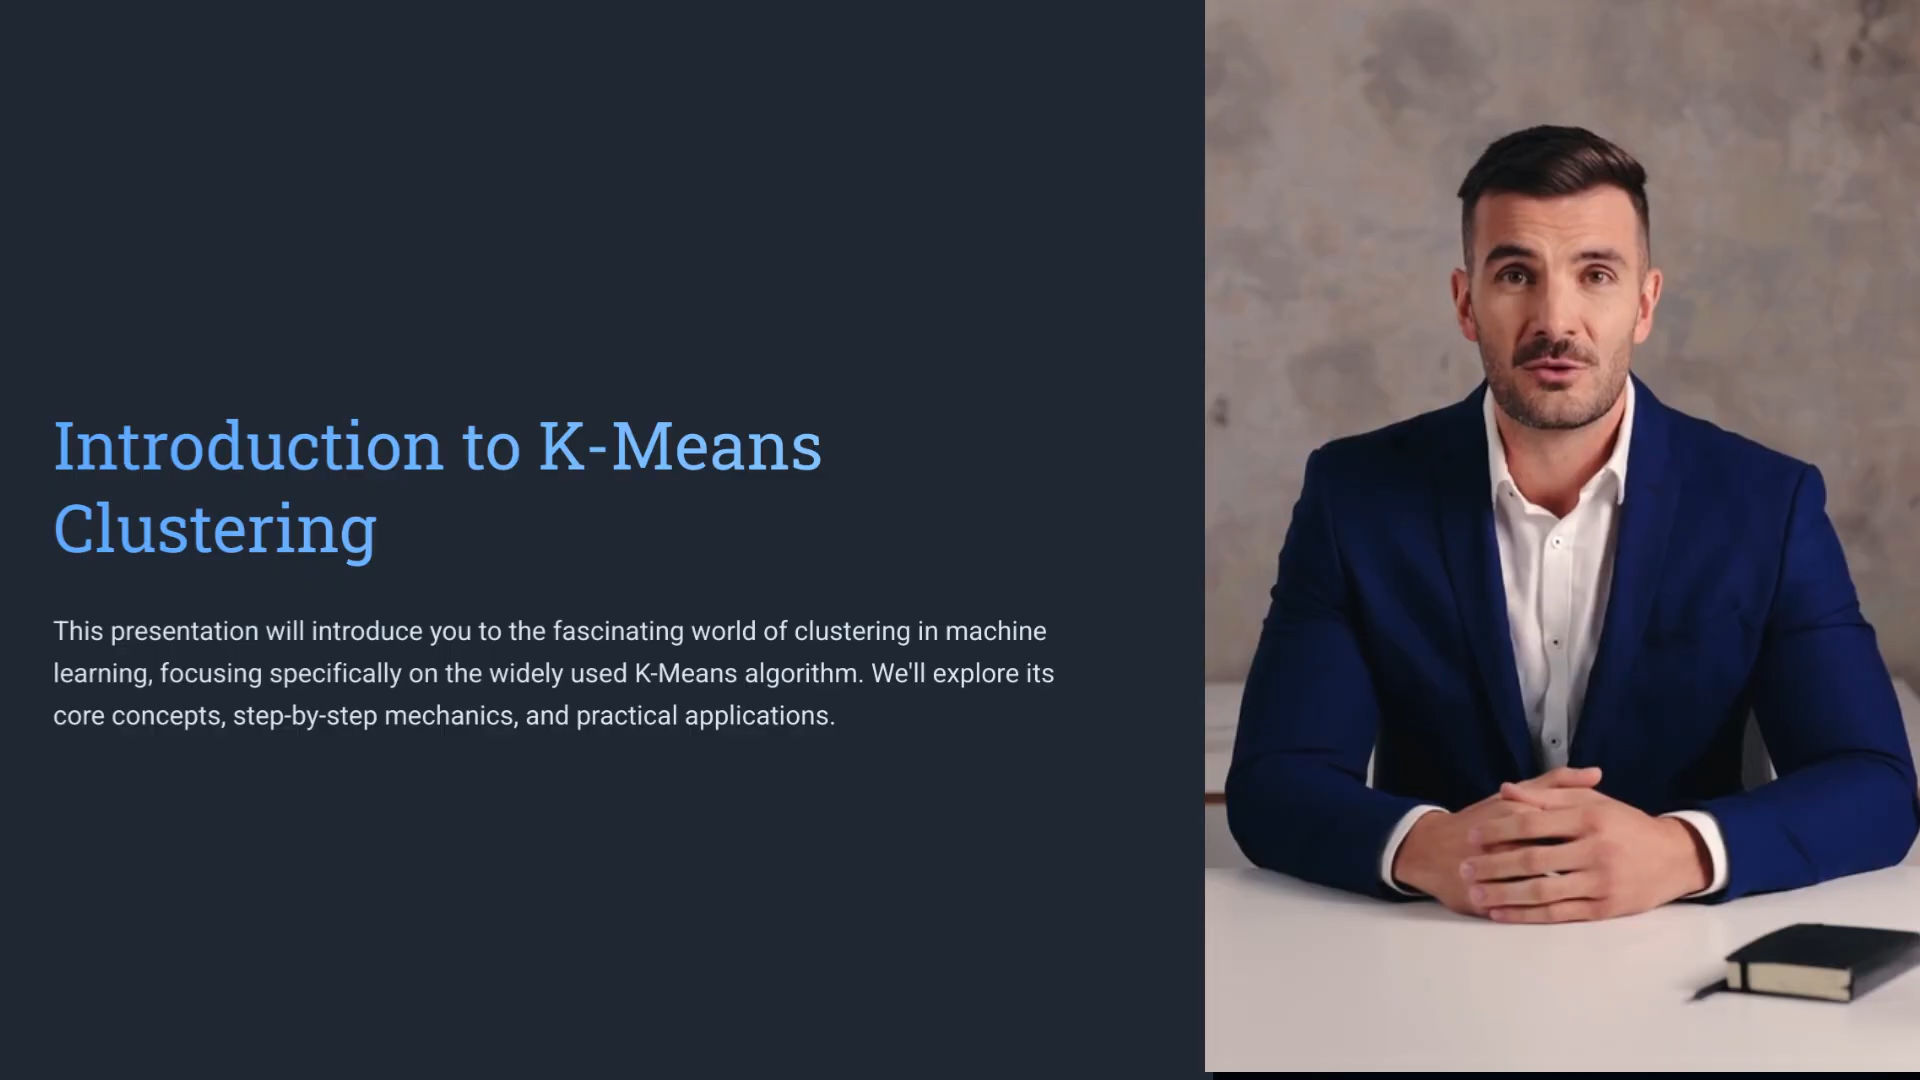 Introduction to K-Means
Clustering
This presentation will introduce you to the fascinating world of clustering in machine
learning, focusing specifically on the widely used K-Means algorithm. We'll explore its
core concepts, step-by-step mechanics, and practical applications.